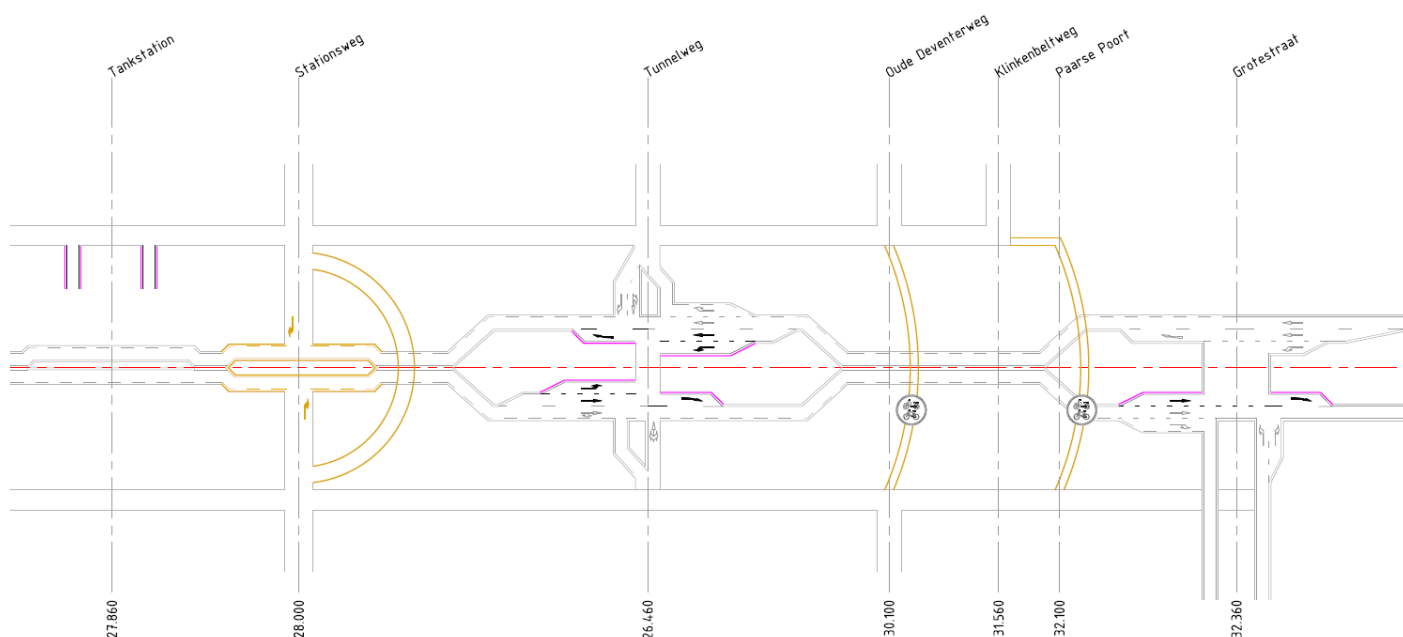 Tankstation
Stationsweg
Tunnelweg
Oude Deventerweg
Klinkenbeltweg
Paarse Poort
Grotestraat
27.860
28.000
26.460
30.100
31.560
32.100
32.360